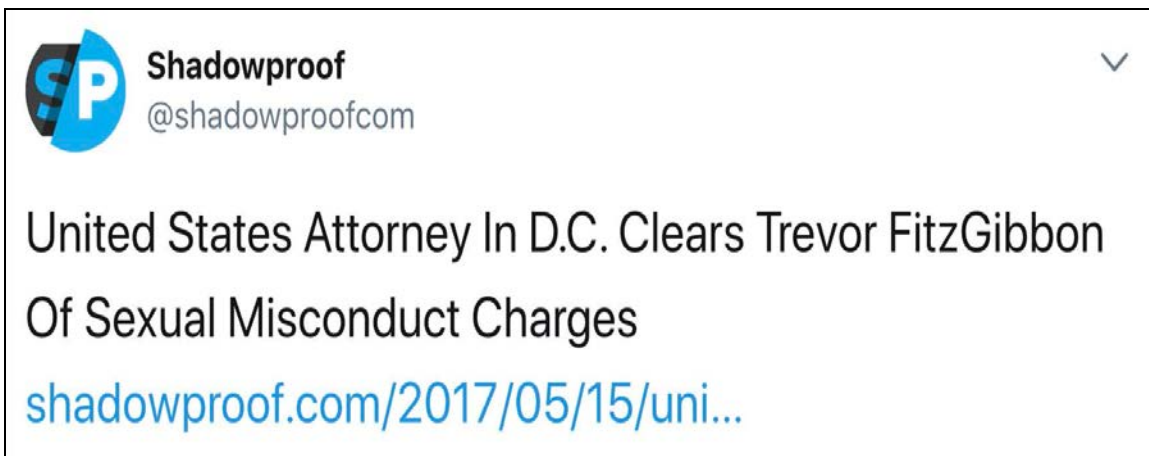 SP
Shadowproof
@shadowproofcom
United States Attorney In D.C. Clears Trevor FitzGibbon
Of Sexual Misconduct Charges
shadowproof.com/2017/05/15/uni...